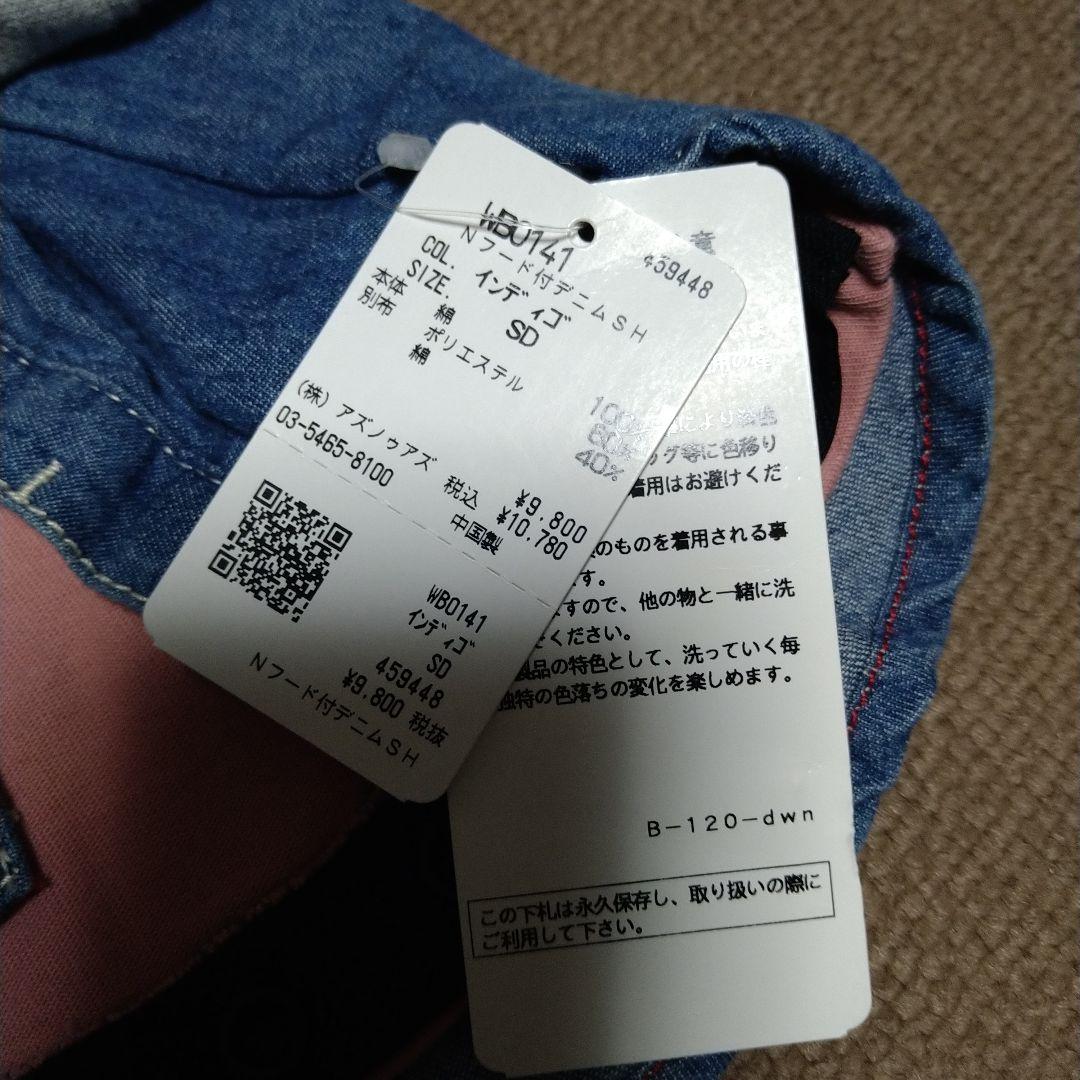 WB0141 459448
Nフード付デニムSH
COL. インディゴ
SIZE. SD
本体 綿 100
別布 ポリエステル 60%
綿 40%
(株) アズノゥアズ
03-5465-8100
¥9,800
税込 ¥10,780
中国製
WB0141
インディゴ
SD
459448
¥9,800 税抜
Nフード付デニムSH
により
グ等に色移り
着用はお避けくだ
のものを着用される事
ます。
ますので、他の物と一緒に洗
ください。
製品の特色として、洗っていく毎
独特の色落ちの変化を楽しめます。
B-120-dwn
この下札は永久保存し、取り扱いの際に
ご利用して下さい。